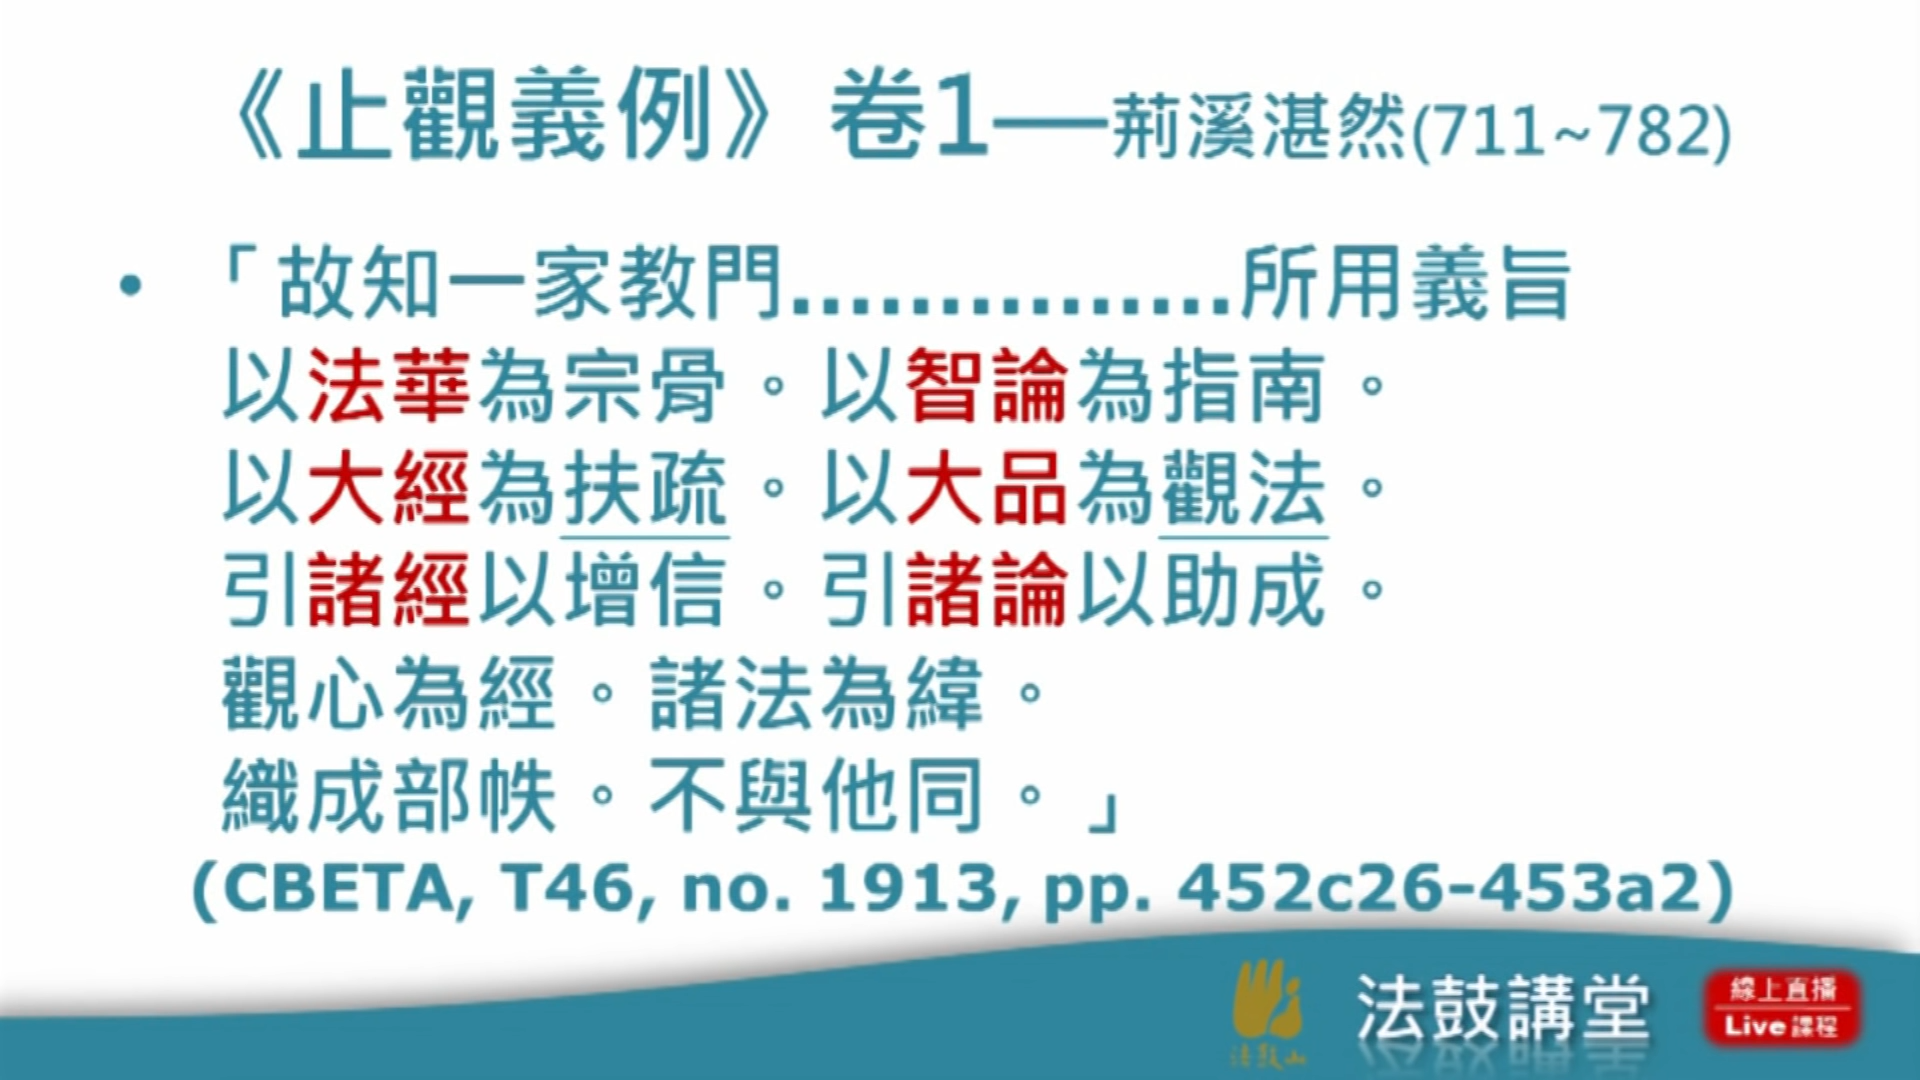 《止觀義例》卷1—荊溪湛然(711~782)
• 「故知一家教門...............所用義旨
以法華為宗骨。以智論為指南。
以大經為扶疏。以大品為觀法。
引諸經以增信。引諸論以助成。
觀心為經。諸法為緯。
織成部帙。不與他同。」
(CBETA, T46, no. 1913, pp. 452c26-453a2)
法鼓山
法鼓講堂
線上直播
Live 課程